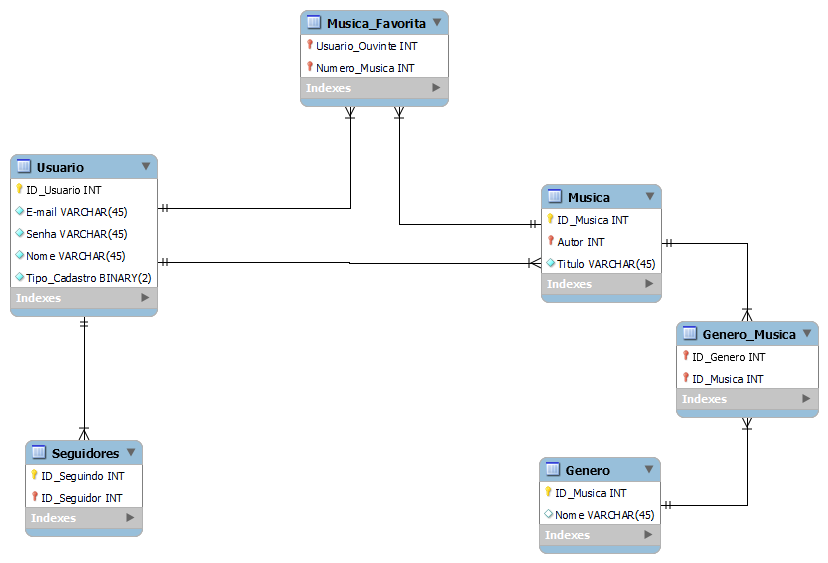 Musica_Favorita
Usuario_Ouvinte INT
Numero_Musica INT
Indexes
Usuario
ID_Usuario INT
E-mail VARCHAR(45)
Senha VARCHAR(45)
Nome VARCHAR(45)
Tipo_Cadastro BINARY(2)
Indexes
Musica
ID_Musica INT
Autor INT
Titulo VARCHAR(45)
Indexes
Genero_Musica
ID_Genero INT
ID_Musica INT
Indexes
Seguidores
ID_Seguindo INT
ID_Seguidor INT
Indexes
Genero
ID_Musica INT
Nome VARCHAR(45)
Indexes